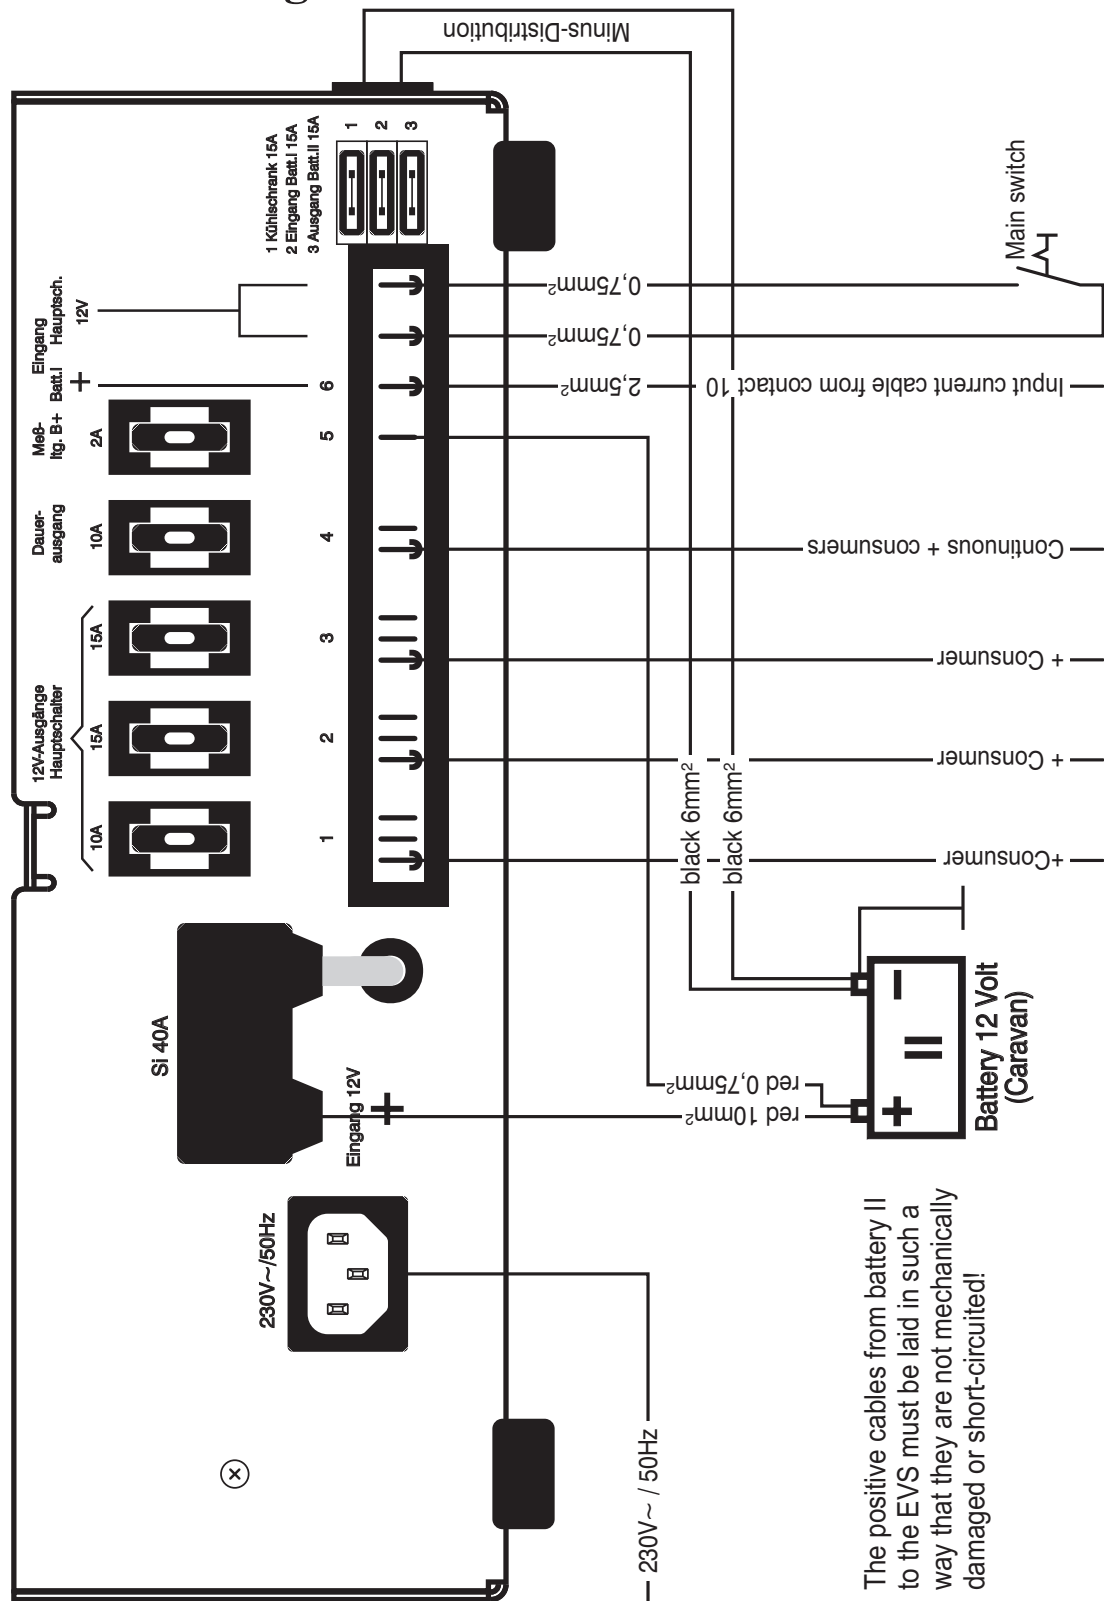 g
Minus-Distribution
1 Kühlschrank 15A
2 Eingang Batt.I 15A
3 Ausgang Batt.II 15A
1
2
3
Eingang
Batt.I Hauptsch.
+ 12V
Meß-
ltg. B+
2A
Dauer-
ausgang
10A
12V-Ausgänge
Hauptschalter
15A
15A
10A
6
5
4
3
2
1
Si 40A
Eingang 12V
+
230V~/50Hz
0,75mm²
0,75mm²
2,5mm²
Main switch
Input current cable from contact 10
Continuous + consumers
+ Consumer
+ Consumer
+Consumer
black 6mm²
black 6mm²
red 0,75mm²
red 10mm²
+ II –
Battery 12 Volt
(Caravan)
230V~ / 50Hz
The positive cables from battery II
to the EVS must be laid in such a
way that they are not mechanically
damaged or short-circuited!